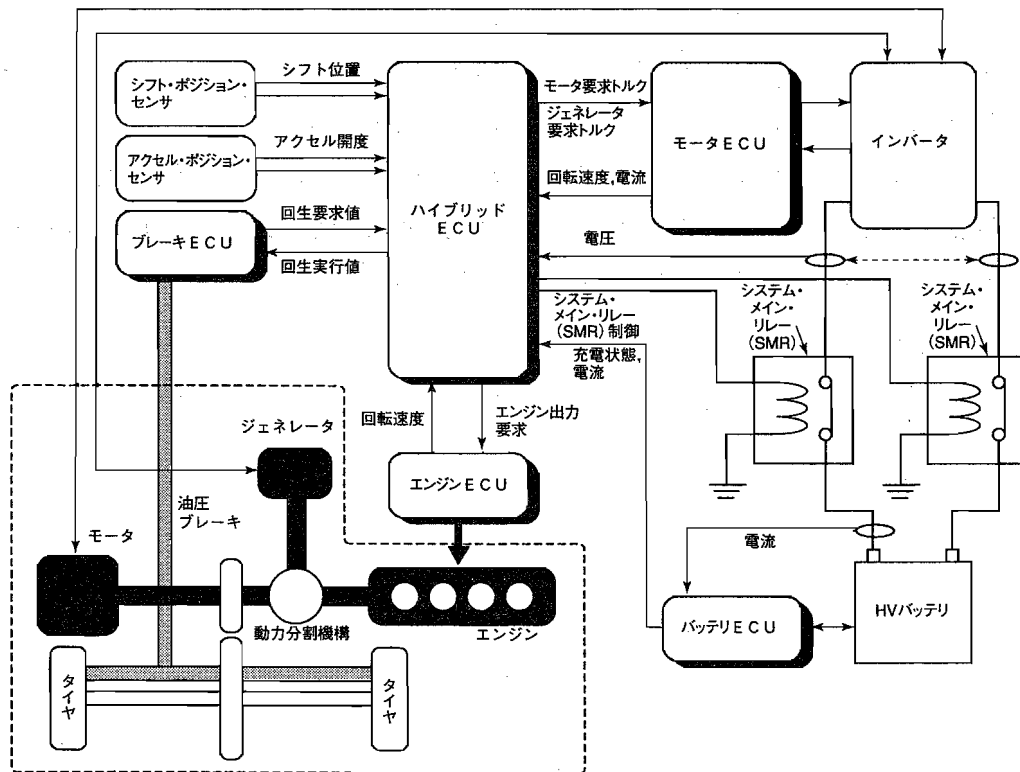 シフト・ポジション・
センサ
シフト位置
アクセル・ポジション・
センサ
アクセル開度
ブレーキECU
回生要求値
回生実行値
ハイブリッド
ECU
モータ要求トルク
ジェネレータ
要求トルク
回転速度,電流
モータECU
インバータ
電圧
システム・
メイン・リレー
(SMR)制御
充電状態,
電流
システム・
メイン・
リレー
(SMR)
システム・
メイン・
リレー
(SMR)
回転速度
エンジン出力
要求
エンジンECU
ジェネレータ
油圧
ブレーキ
モータ
動力分割機構
エンジン
タイヤ
タイヤ
電流
バッテリECU
HVバッテリ